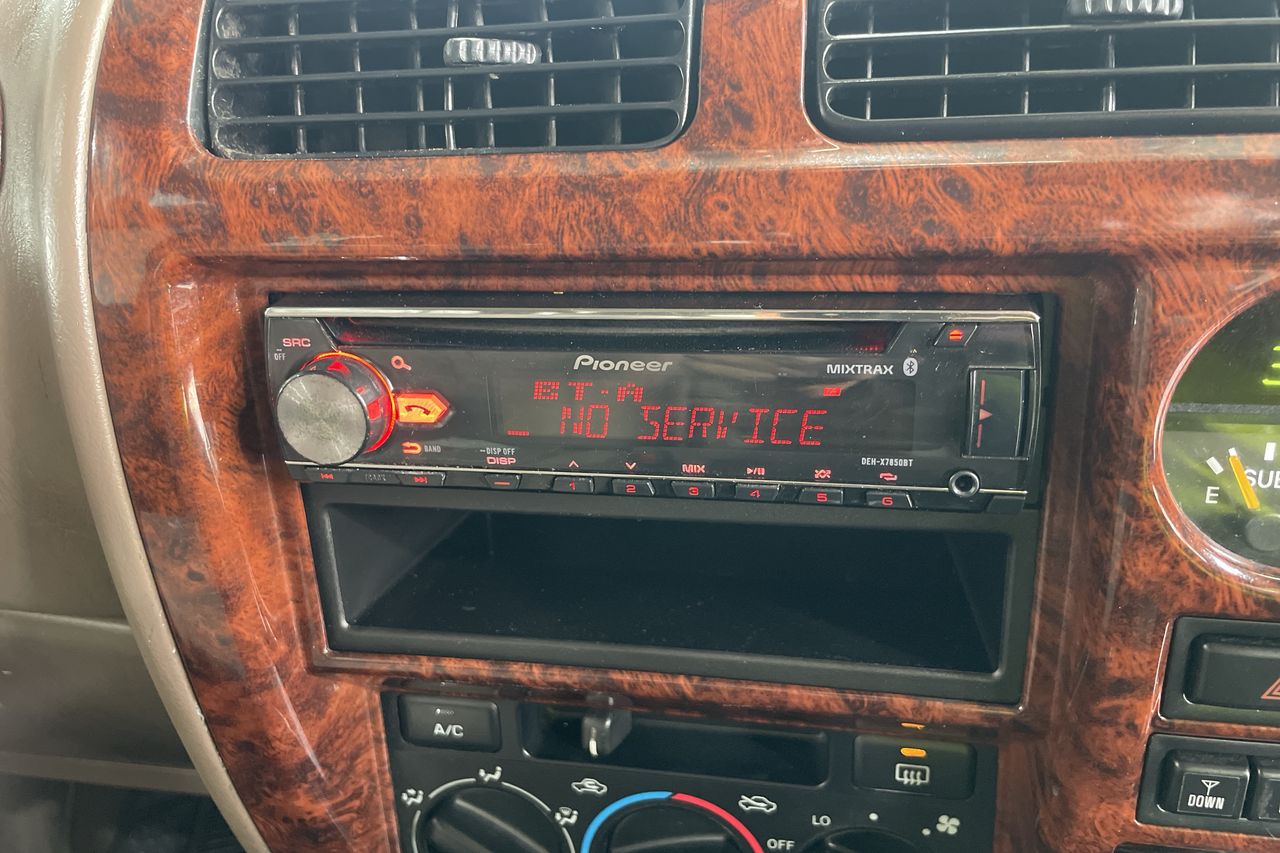 SRC
OFF
Pioneer
MIXTRAX
BT-A
NO SERVICE
BAND
DISP OFF
DISP
MIX
DEH-X7850BT
1 2 3 4 5 6
E
SUB
A/C
LO
OFF
DOWN